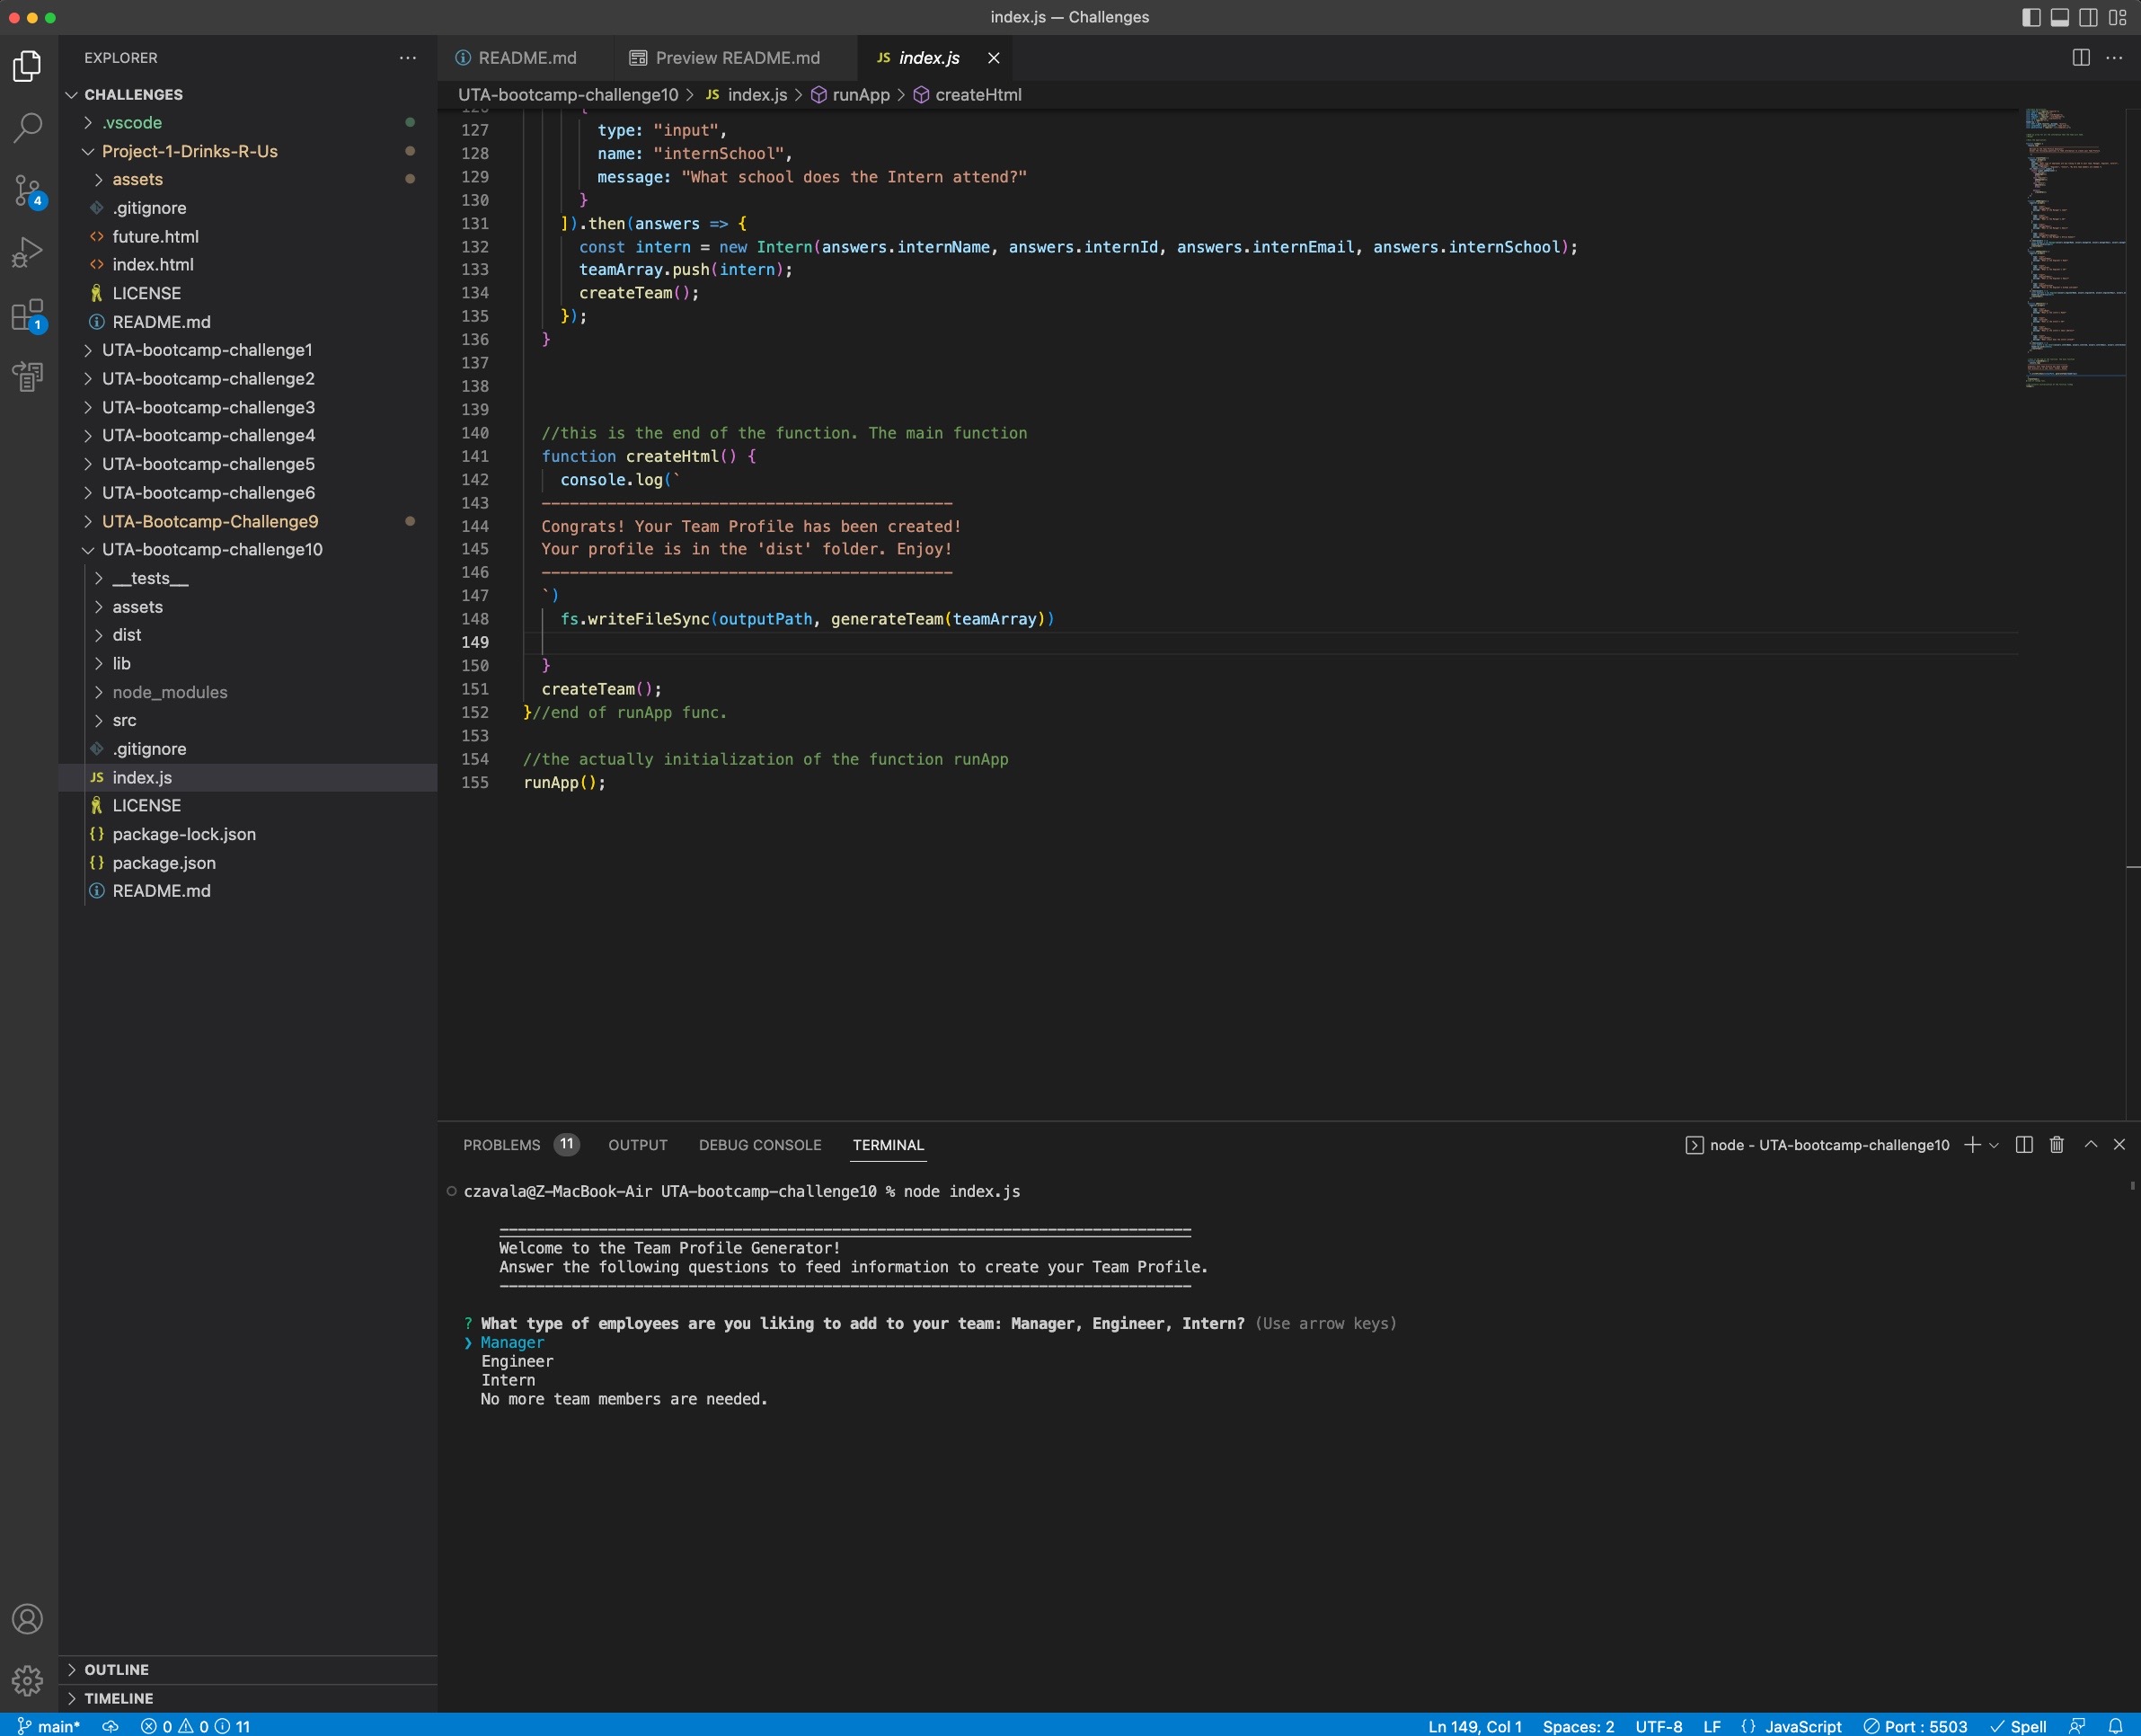 index.js — Challenges
EXPLORER
CHALLENGES
.vscode
Project-1-Drinks-R-Us
assets
.gitignore
future.html
index.html
LICENSE
README.md
UTA-bootcamp-challenge1
UTA-bootcamp-challenge2
UTA-bootcamp-challenge3
UTA-bootcamp-challenge4
UTA-bootcamp-challenge5
UTA-bootcamp-challenge6
UTA-Bootcamp-Challenge9
UTA-bootcamp-challenge10
__tests__
assets
dist
lib
node_modules
src
.gitignore
JS index.js
LICENSE
package-lock.json
package.json
README.md
OUTLINE
TIMELINE
4
1
README.md Preview README.md JS index.js
UTA-bootcamp-challenge10 > JS index.js > runApp > createHtml
126 {
127 type: "input",
128 name: "internSchool",
129 message: "What school does the Intern attend?"
130 }
131 ]).then(answers => {
132 const intern = new Intern(answers.internName, answers.internId, answers.internEmail, answers.internSchool);
133 teamArray.push(intern);
134 createTeam();
135 });
136 }
137
138
139
140 //this is the end of the function. The main function
141 function createHtml() {
142 console.log(`
143 ––––––––––––––––––––––––––––––––––––––––––––
144 Congrats! Your Team Profile has been created!
145 Your profile is in the 'dist' folder. Enjoy!
146 ––––––––––––––––––––––––––––––––––––––––––––
147 `)
148 fs.writeFileSync(outputPath, generateTeam(teamArray))
149
150 }
151 createTeam();
152 }//end of runApp func.
153
154 //the actually initialization of the function runApp
155 runApp();
PROBLEMS 11 OUTPUT DEBUG CONSOLE TERMINAL node - UTA-bootcamp-challenge10
czavala@Z-MacBook-Air UTA-bootcamp-challenge10 % node index.js
=============================================================================
Welcome to the Team Profile Generator!
Answer the following questions to feed information to create your Team Profile.
–––––––––––––––––––––––––––––––––––––––––––––––––––––––––––––––––––––––––––––
? What type of employees are you liking to add to your team: Manager, Engineer, Intern? (Use arrow keys)
❯ Manager
Engineer
Intern
No more team members are needed.
main* 0 0 11 Ln 149, Col 1 Spaces: 2 UTF-8 LF {} JavaScript Port : 5503 Spell